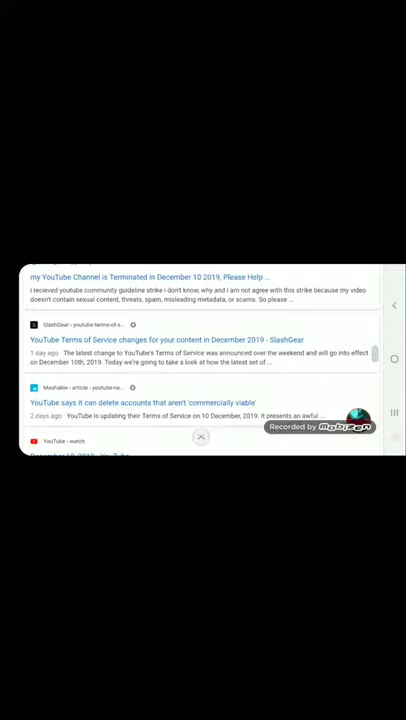 my YouTube Channel is Terminated in December 10 2019, Please Help ...
i recieved youtube community guideline strike i don't know, why and i am not agree with this strike because my video
doesn't contain sexual content, threats, spam, misleading metadata, or scams. So please ...
SlashGear › youtube-terms-of-s...
YouTube Terms of Service changes for your content in December 2019 - SlashGear
1 day ago · The latest change to YouTube's Terms of Service was announced over the weekend and will go into effect
on December 10th, 2019. Today we're going to take a look at how the latest set of ...
Mashable › article › youtube-ne...
YouTube says it can delete accounts that aren't 'commercially viable'
2 days ago · YouTube is updating their Terms of Service on 10 December, 2019. It presents an awful ...
Recorded by Mobizen
YouTube › watch